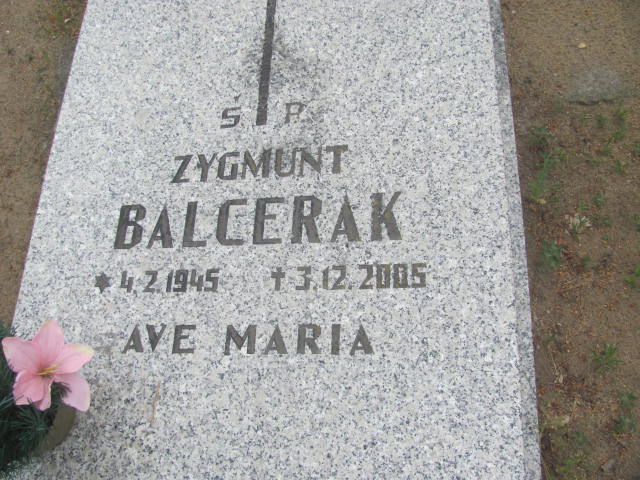 Ś P
ZYGMUNT
BALCERAK
* 4.2.1945 † 3.12.2005
AVE MARIA